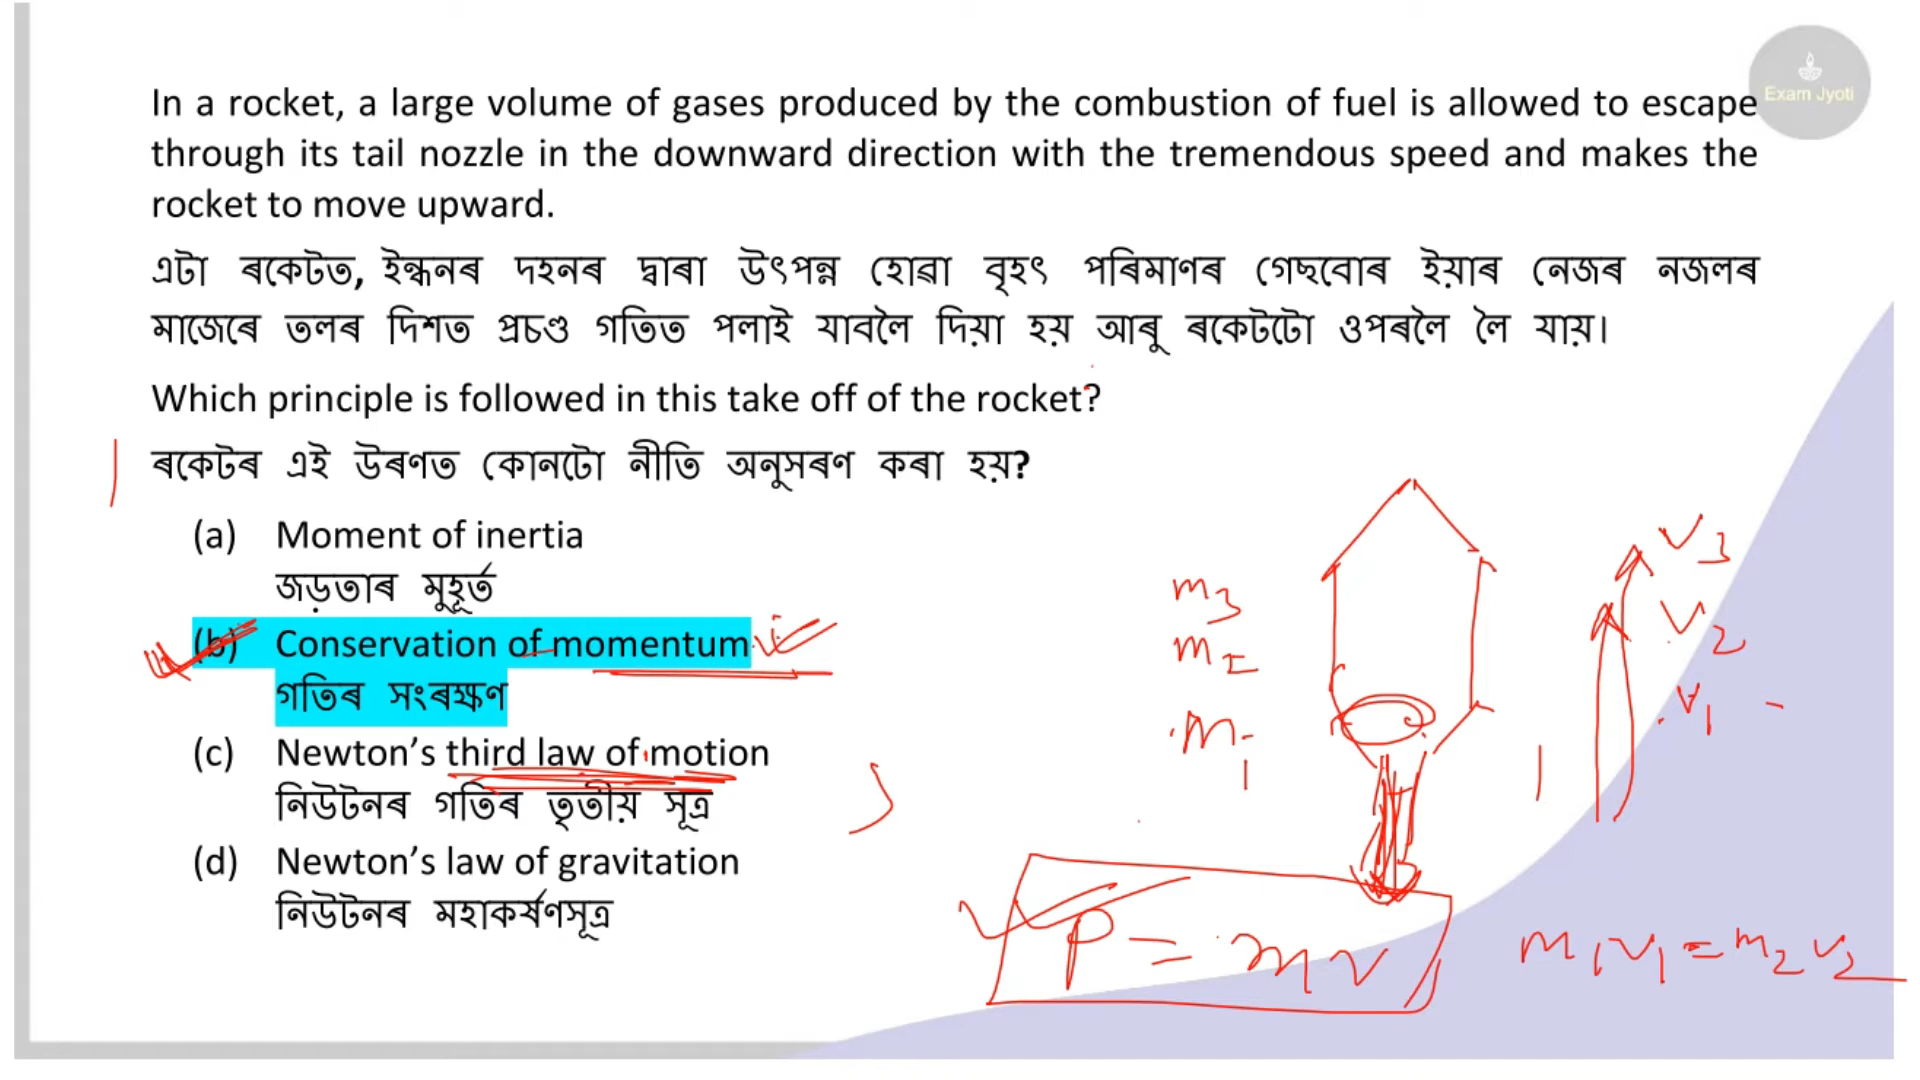 Exam Jyoti
In a rocket, a large volume of gases produced by the combustion of fuel is allowed to escape
through its tail nozzle in the downward direction with the tremendous speed and makes the
rocket to move upward.
এটা ৰকেটত, ইন্ধনৰ দহনৰ দ্বাৰা উৎপন্ন হোৱা বৃহৎ পৰিমাণৰ গেছবোৰ ইয়াৰ নেজৰ নজলৰ
মাজেৰে তলৰ দিশত প্ৰচণ্ড গতিত পলাই যাবলৈ দিয়া হয় আৰু ৰকেটটো ওপৰলৈ লৈ যায়।
Which principle is followed in this take off of the rocket?
ৰকেটৰ এই উৰণত কোনটো নীতি অনুসৰণ কৰা হয়?
(a) Moment of inertia
জড়তাৰ মুহূৰ্ত
(b) Conservation of momentum
গতিৰ সংৰক্ষণ
(c) Newton’s third law of motion
নিউটনৰ গতিৰ তৃতীয় সূত্ৰ
(d) Newton’s law of gravitation
নিউটনৰ মহাকৰ্ষণসূত্ৰ
m3
m2
m1
v3
v2
v1
P = mv
m1v1 = m2v2